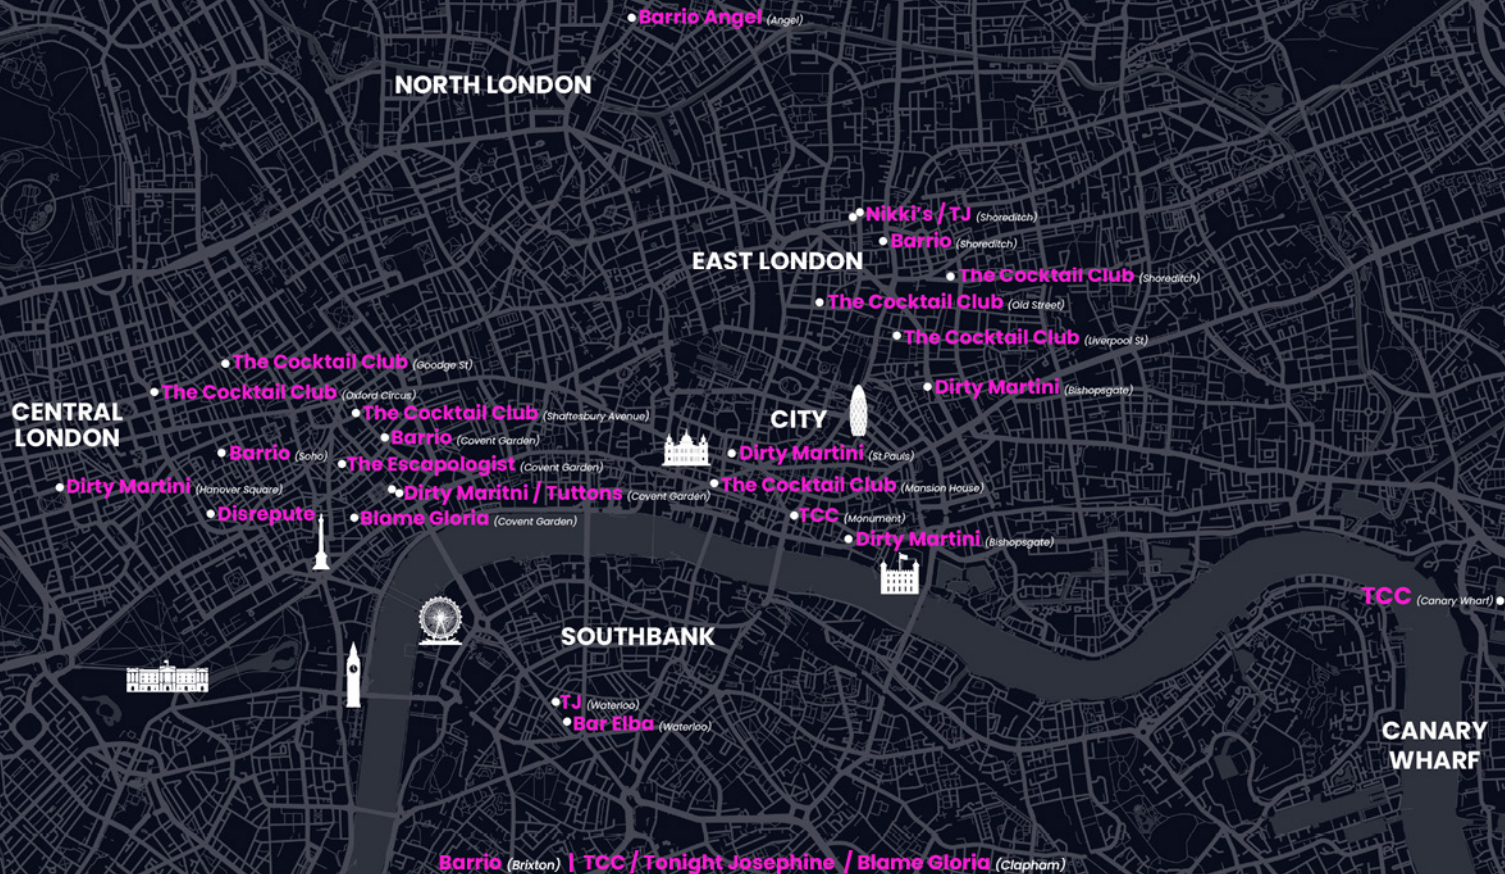 Barrio Angel (Angel)
NORTH LONDON
Nikki's / TJ (Shoreditch)
Barrio (Shoreditch)
EAST LONDON
The Cocktail Club (Shoreditch)
The Cocktail Club (Old Street)
The Cocktail Club (Liverpool St)
The Cocktail Club (Goodge St)
Dirty Martini (Bishopsgate)
The Cocktail Club (Oxford Circus)
CENTRAL
LONDON
The Cocktail Club (Shaftesbury Avenue)
CITY
Barrio (Covent Garden)
Barrio (Soho)
Dirty Martini (St Pauls)
The Escapologist (Covent Garden)
Dirty Martini (Hanover Square)
The Cocktail Club (Mansion House)
Dirty Maritni / Tuttons (Covent Garden)
Disrepute
Blame Gloria (Covent Garden)
TCC (Monument)
Dirty Martini (Bishopsgate)
TCC (Canary Wharf)
SOUTHBANK
TJ (Waterloo)
Bar Elba (Waterloo)
CANARY
WHARF
Barrio (Brixton) | TCC / Tonight Josephine / Blame Gloria (Clapham)